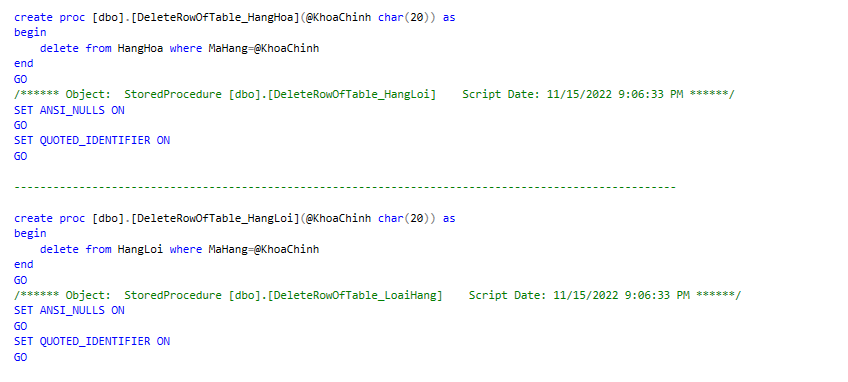 create proc [dbo].[DeleteRowOfTable_HangHoa](@KhoaChinh char(20)) as
begin
    delete from HangHoa where MaHang=@KhoaChinh
end
GO
/****** Object:  StoredProcedure [dbo].[DeleteRowOfTable_HangLoi]    Script Date: 11/15/2022 9:06:33 PM ******/
SET ANSI_NULLS ON
GO
SET QUOTED_IDENTIFIER ON
GO
------------------------------------------------------------------------------------------------------
create proc [dbo].[DeleteRowOfTable_HangLoi](@KhoaChinh char(20)) as
begin
    delete from HangLoi where MaHang=@KhoaChinh
end
GO
/****** Object:  StoredProcedure [dbo].[DeleteRowOfTable_LoaiHang]    Script Date: 11/15/2022 9:06:33 PM ******/
SET ANSI_NULLS ON
GO
SET QUOTED_IDENTIFIER ON
GO